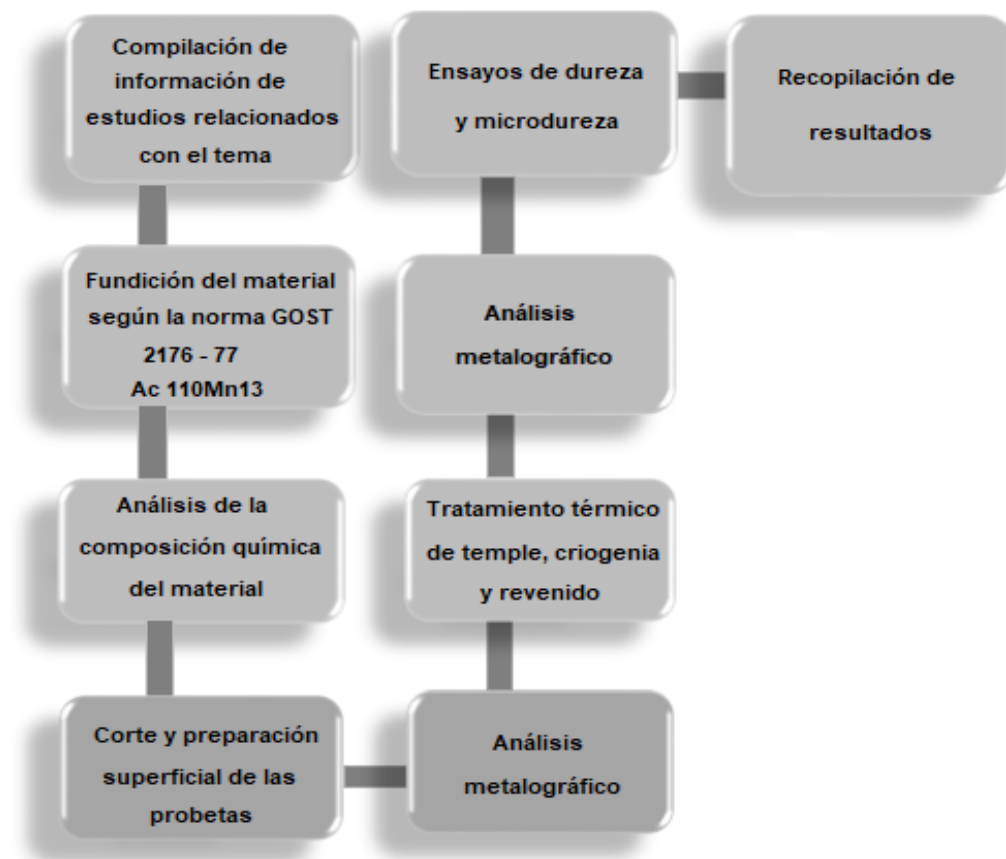 Compilación de
información de
estudios relacionados
con el tema
Fundición del material
según la norma GOST
2176 - 77
Ac 110Mn13
Análisis de la
composición química
del material
Corte y preparación
superficial de las
probetas
Análisis
metalográfico
Tratamiento térmico
de temple, criogenia
y revenido
Análisis
metalográfico
Ensayos de dureza
y microdureza
Recopilación de
resultados